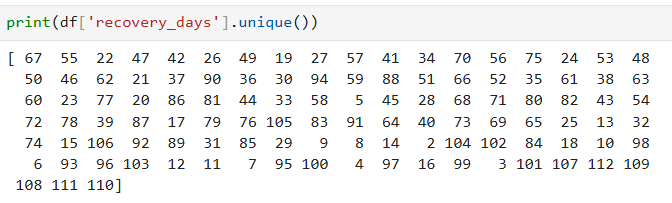 print(df['recovery_days'].unique())
[ 67 55 22 47 42 26 49 19 27 57 41 34 70 56 75 24 53 48
50 46 62 21 37 90 36 30 94 59 88 51 66 52 35 61 38 63
60 23 77 20 86 81 44 33 58 5 45 28 68 71 80 82 43 54
72 78 39 87 17 79 76 105 83 91 64 40 73 69 65 25 13 32
74 15 106 92 89 31 85 29 9 8 14 2 104 102 84 18 10 98
6 93 96 103 12 11 7 95 100 4 97 16 99 3 101 107 112 109
108 111 110]